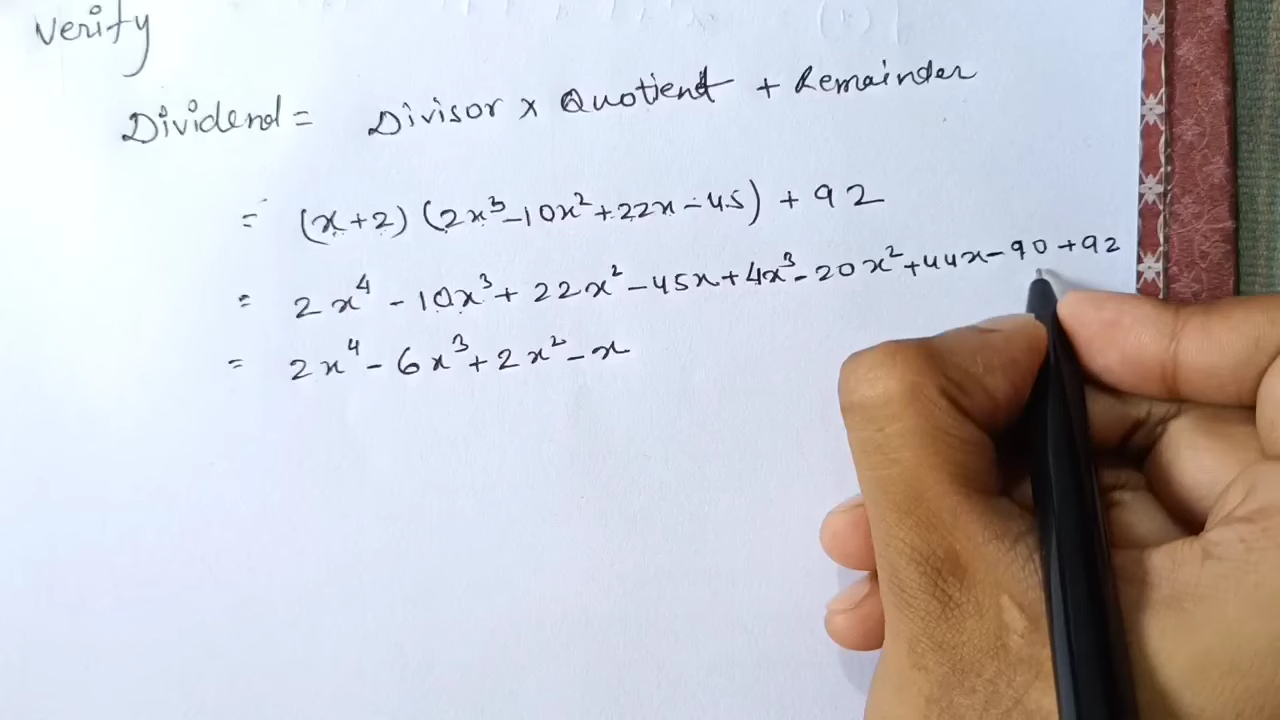 Verify
Dividend = Divisor x Quotient + Remainder
= (x+2) (2x³-10x²+22x-45) + 92
= 2x⁴ - 10x³ + 22x² - 45x + 4x³ - 20x² + 44x - 90 + 92
= 2x⁴ - 6x³ + 2x² - x